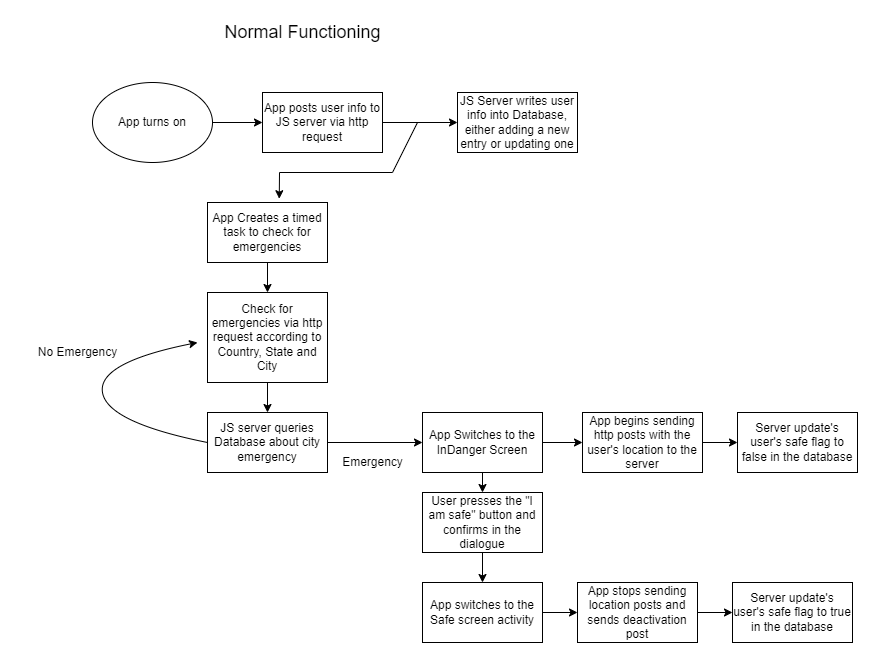 Normal Functioning
App turns on
App posts user info to
JS server via http
request
JS Server writes user
info into Database,
either adding a new
entry or updating one
App Creates a timed
task to check for
emergencies
Check for
emergencies via http
request according to
Country, State and
City
No Emergency
JS server queries
Database about city
emergency
Emergency
App Switches to the
InDanger Screen
App begins sending
http posts with the
user's location to the
server
Server update's
user's safe flag to
false in the database
User presses the "I
am safe" button and
confirms in the
dialogue
App switches to the
Safe screen activity
App stops sending
location posts and
sends deactivation
post
Server update's
user's safe flag to true
in the database